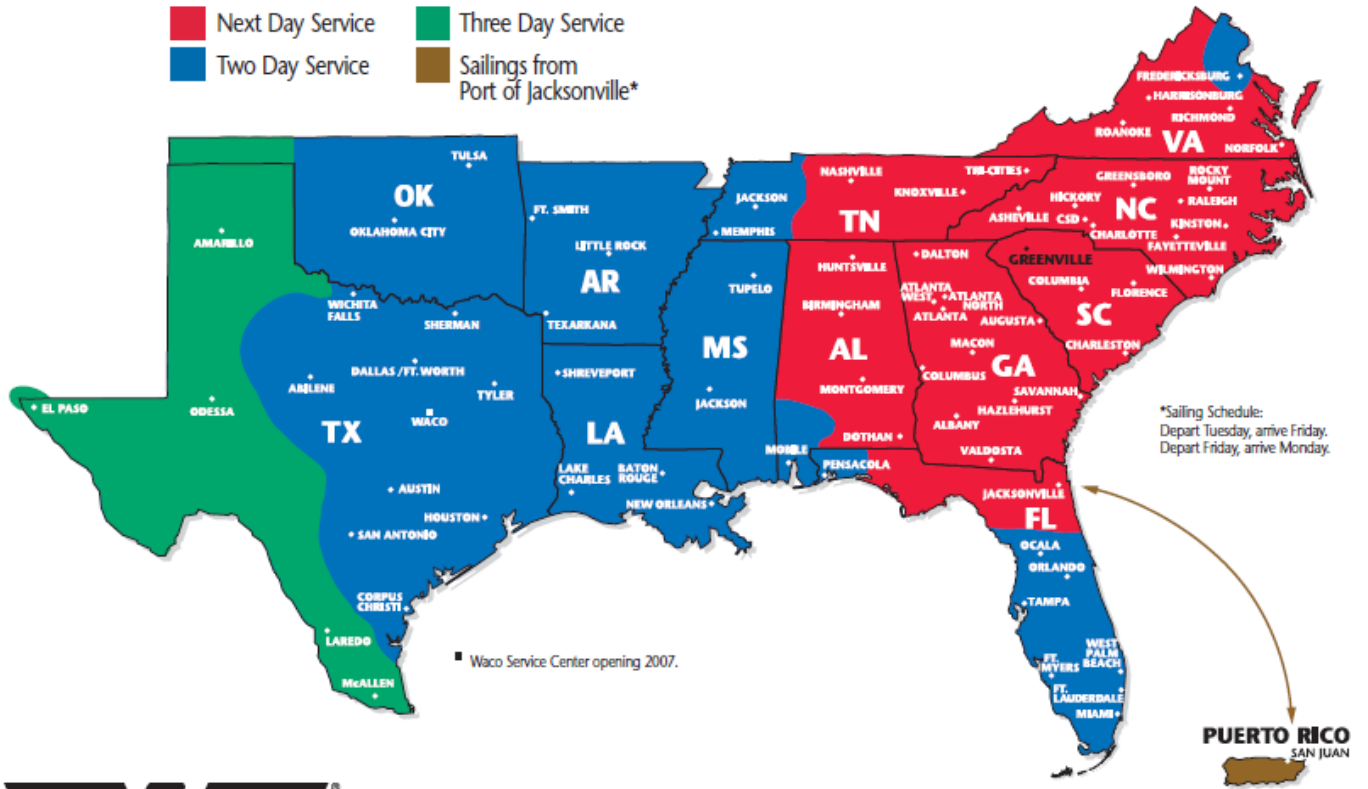 Next Day Service
Three Day Service
Two Day Service
Sailings from
Port of Jacksonville*
FREDERICKSBURG
HARRISONBURG
RICHMOND
ROANOKE
VA
NORFOLK
TULSA
OK
OKLAHOMA CITY
FT. SMITH
LITTLE ROCK
AR
TEXARKANA
JACKSON
MEMPHIS
NASHVILLE
TRI-CITIES
KNOXVILLE
TN
GREENSBORO
ROCKY
MOUNT
HICKORY
NC
RALEIGH
ASHEVILLE
CSD
CHARLOTTE
KINSTON
FAYETTEVILLE
WILMINGTON
AMARILLO
WICHITA
FALLS
SHERMAN
DALLAS/FT. WORTH
ABILENE
TYLER
EL PASO
ODESSA
WACO
TX
AUSTIN
HOUSTON
SAN ANTONIO
CORPUS
CHRISTI
LAREDO
McALLEN
SHREVEPORT
LA
LAKE
CHARLES
BATON
ROUGE
NEW ORLEANS
TUPELO
MS
JACKSON
HUNTSVILLE
BIRMINGHAM
AL
MONTGOMERY
DOTHAN
MOBILE
PENSACOLA
DALTON
ATLANTA
WEST
ATLANTA
NORTH
ATLANTA
AUGUSTA
MACON
GA
COLUMBUS
SAVANNAH
HAZLEHURST
ALBANY
VALDOSTA
GREENVILLE
COLUMBIA
FLORENCE
SC
CHARLESTON
JACKSONVILLE
FL
OCALA
ORLANDO
TAMPA
WEST
PALM
BEACH
FT.
MYERS
FT.
LAUDERDALE
MIAMI
*Sailing Schedule:
Depart Tuesday, arrive Friday.
Depart Friday, arrive Monday.
■ Waco Service Center opening 2007.
PUERTO RICO
SAN JUAN
®